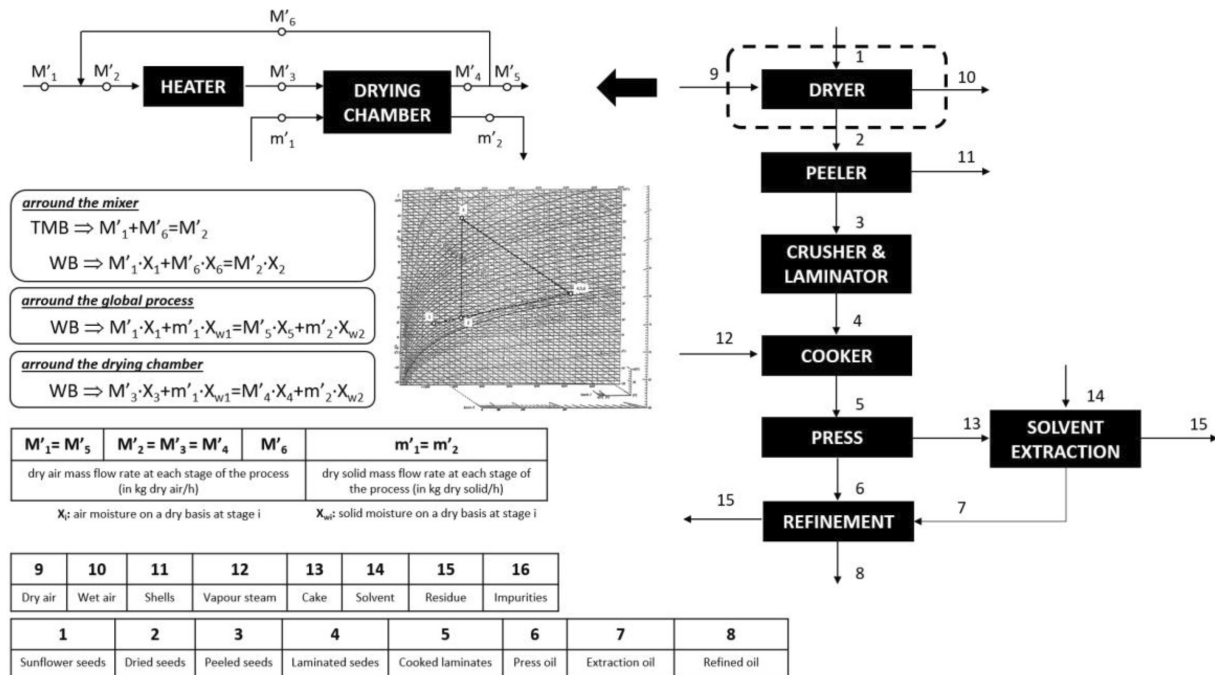 M'6
M'1
M'2
HEATER
M'3
DRYING
CHAMBER
M'4
M'5
m'1
m'2
1
9
DRYER
10
2
PEELER
11
3
CRUSHER &
LAMINATOR
4
12
COOKER
5
PRESS
13
14
SOLVENT
EXTRACTION
15
6
15
REFINEMENT
7
8
arround the mixer
TMB ⇒ M'1+M'6=M'2
WB ⇒ M'1·X1+M'6·X6=M'2·X2
arround the global process
WB ⇒ M'1·X1+m'1·Xw1=M'5·X5+m'2·Xw2
arround the drying chamber
WB ⇒ M'3·X3+m'1·Xw1=M'4·X4+m'2·Xw2
M'1= M'5 M'2 = M'3 = M'4 M'6 m'1= m'2
dry air mass flow rate at each stage of the process
(in kg dry air/h)
dry solid mass flow rate at each stage of
the process (in kg dry solid/h)
Xi: air moisture on a dry basis at stage i
Xwi: solid moisture on a dry basis at stage i
9 10 11 12 13 14 15 16
Dry air Wet air Shells Vapour steam Cake Solvent Residue Impurities
1 2 3 4 5 6 7 8
Sunflower seeds Dried seeds Peeled seeds Laminated sedes Cooked laminates Press oil Extraction oil Refined oil